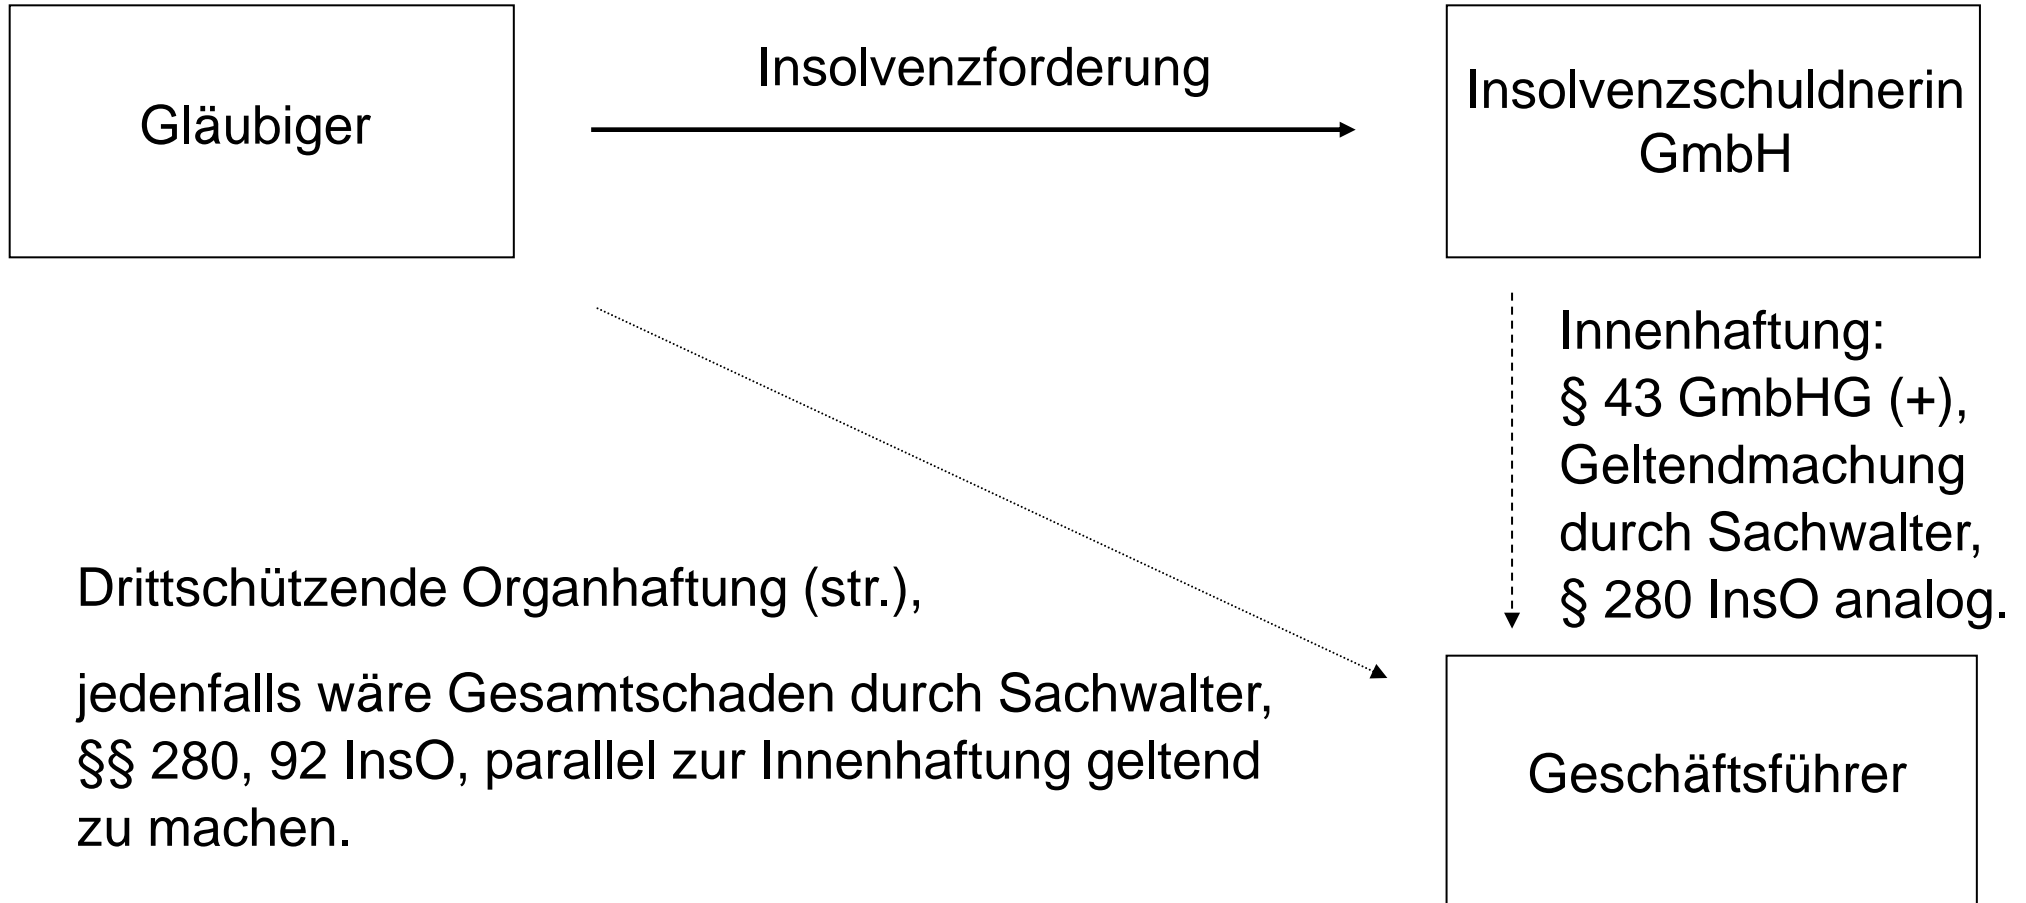 Gläubiger
Insolvenzforderung
Insolvenzschuldnerin
GmbH
Innenhaftung:
§ 43 GmbHG (+),
Geltendmachung
durch Sachwalter,
§ 280 InsO analog.
Drittschützende Organhaftung (str.),
jedenfalls wäre Gesamtschaden durch Sachwalter,
§§ 280, 92 InsO, parallel zur Innenhaftung geltend
zu machen.
Geschäftsführer